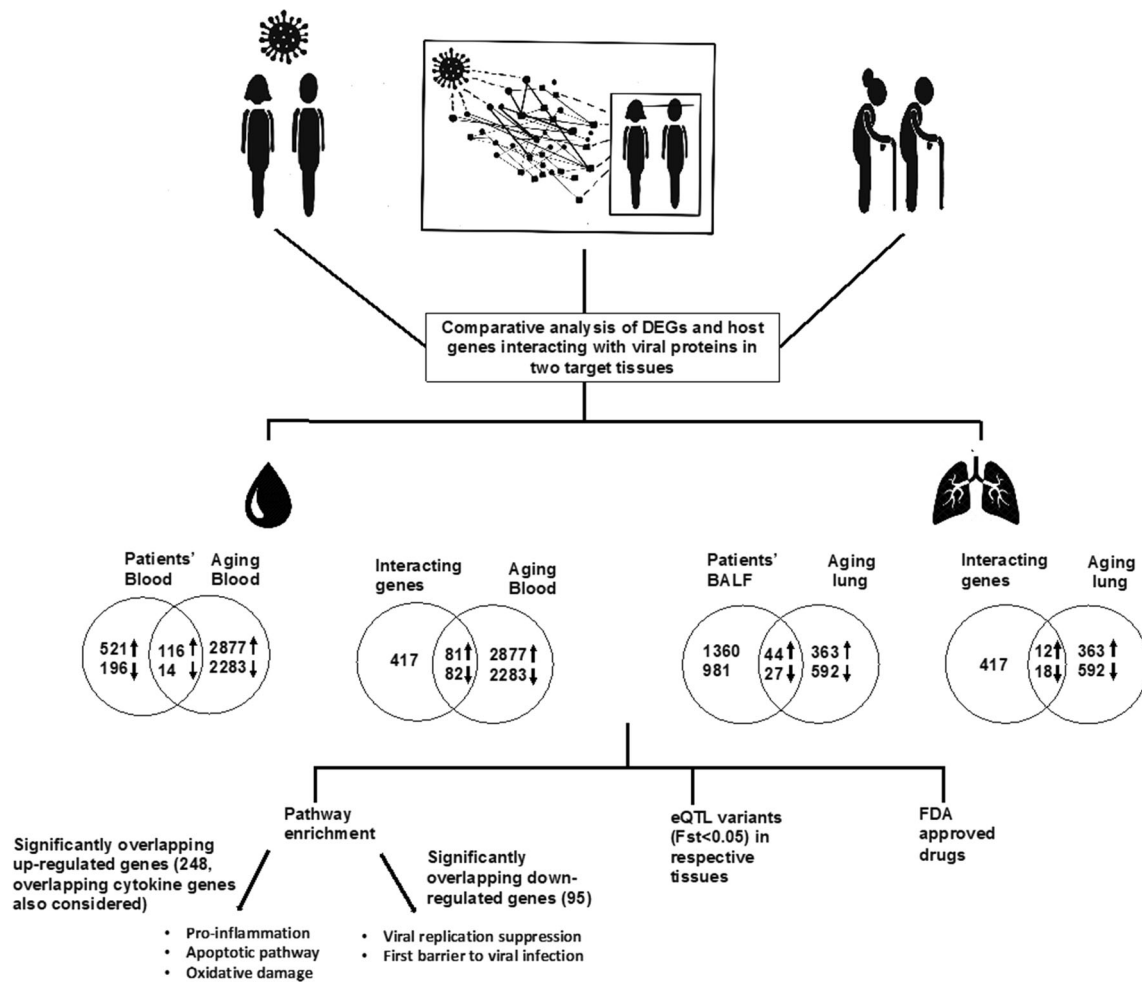 Comparative analysis of DEGs and host
genes interacting with viral proteins in
two target tissues
Patients'
Blood
Aging
Blood
521↑
196↓
116↑
14 ↓
2877↑
2283↓
Interacting
genes
Aging
Blood
417
81↑
82↓
2877↑
2283↓
Patients'
BALF
Aging
lung
1360
981
44↑
27↓
363↑
592↓
Interacting
genes
Aging
lung
417
12↑
18↓
363↑
592↓
Pathway
enrichment
eQTL variants
(Fst<0.05) in
respective
tissues
FDA
approved
drugs
Significantly overlapping
up-regulated genes (248,
overlapping cytokine genes
also considered)
Significantly
overlapping down-
regulated genes (95)
• Pro-inflammation
• Apoptotic pathway
• Oxidative damage
• Viral replication suppression
• First barrier to viral infection